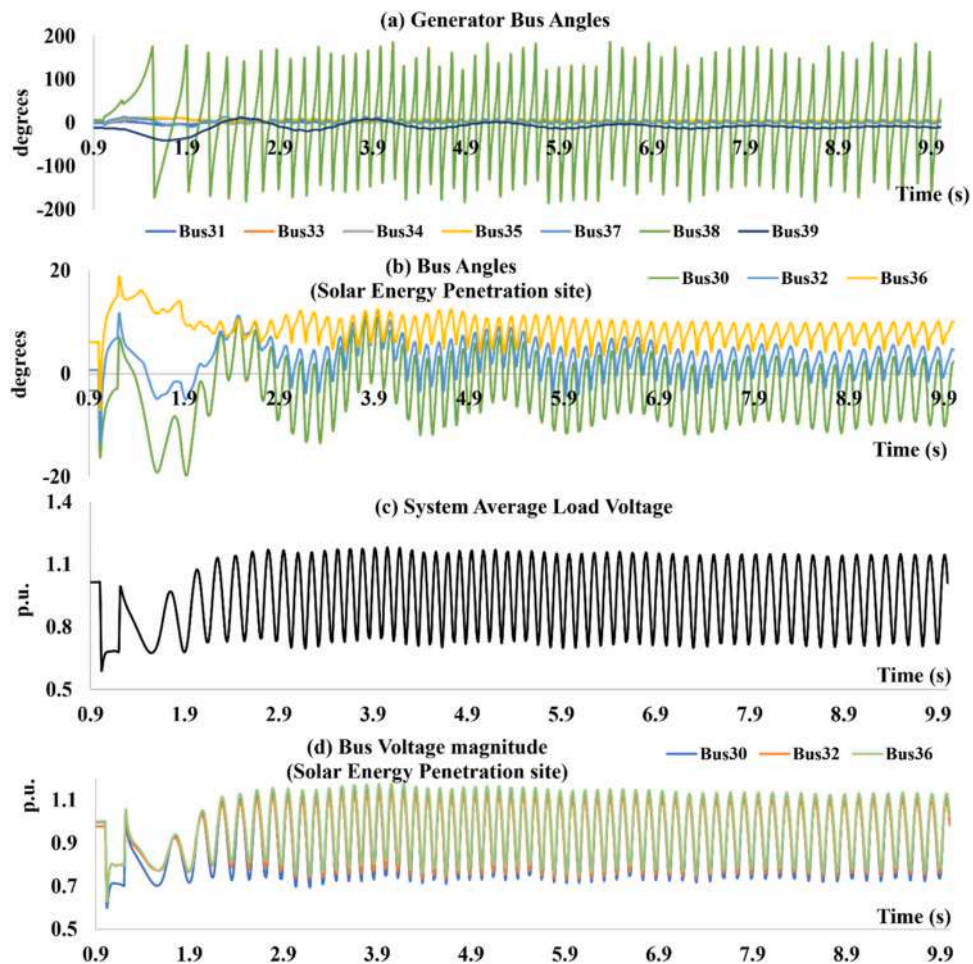 (a) Generator Bus Angles
200
100
0
-100
-200
degrees
0.9 1.9 2.9 3.9 4.9 5.9 6.9 7.9 8.9 9.9
Time (s)
Bus31 Bus33 Bus34 Bus35 Bus37 Bus38 Bus39
(b) Bus Angles
(Solar Energy Penetration site)
Bus30 Bus32 Bus36
20
0
-20
degrees
0.9 1.9 2.9 3.9 4.9 5.9 6.9 7.9 8.9 9.9
Time (s)
(c) System Average Load Voltage
1.4
1.1
0.8
0.5
p.u.
Time (s)
0.9 1.9 2.9 3.9 4.9 5.9 6.9 7.9 8.9 9.9
(d) Bus Voltage magnitude
(Solar Energy Penetration site)
Bus30 Bus32 Bus36
p.u.
1.1
0.9
0.7
0.5
Time (s)
0.9 1.9 2.9 3.9 4.9 5.9 6.9 7.9 8.9 9.9